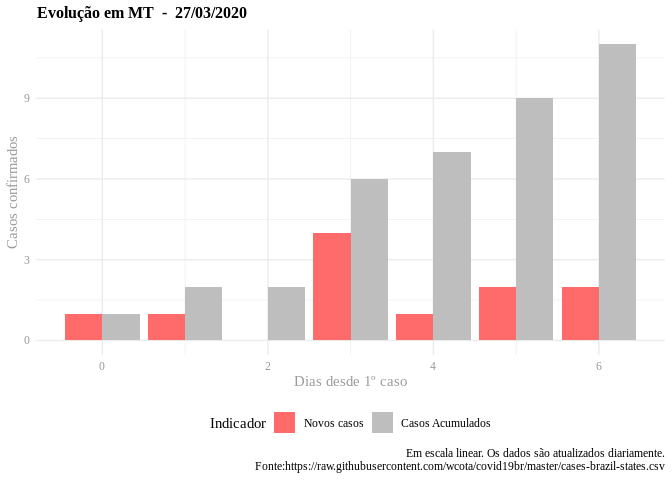 Evolução em MT  -  27/03/2020
Casos confirmados
9
6
3
0
0
2
4
6
Dias desde 1º caso
Indicador
Novos casos
Casos Acumulados
Em escala linear. Os dados são atualizados diariamente.
Fonte:https://raw.githubusercontent.com/wcota/covid19br/master/cases-brazil-states.csv